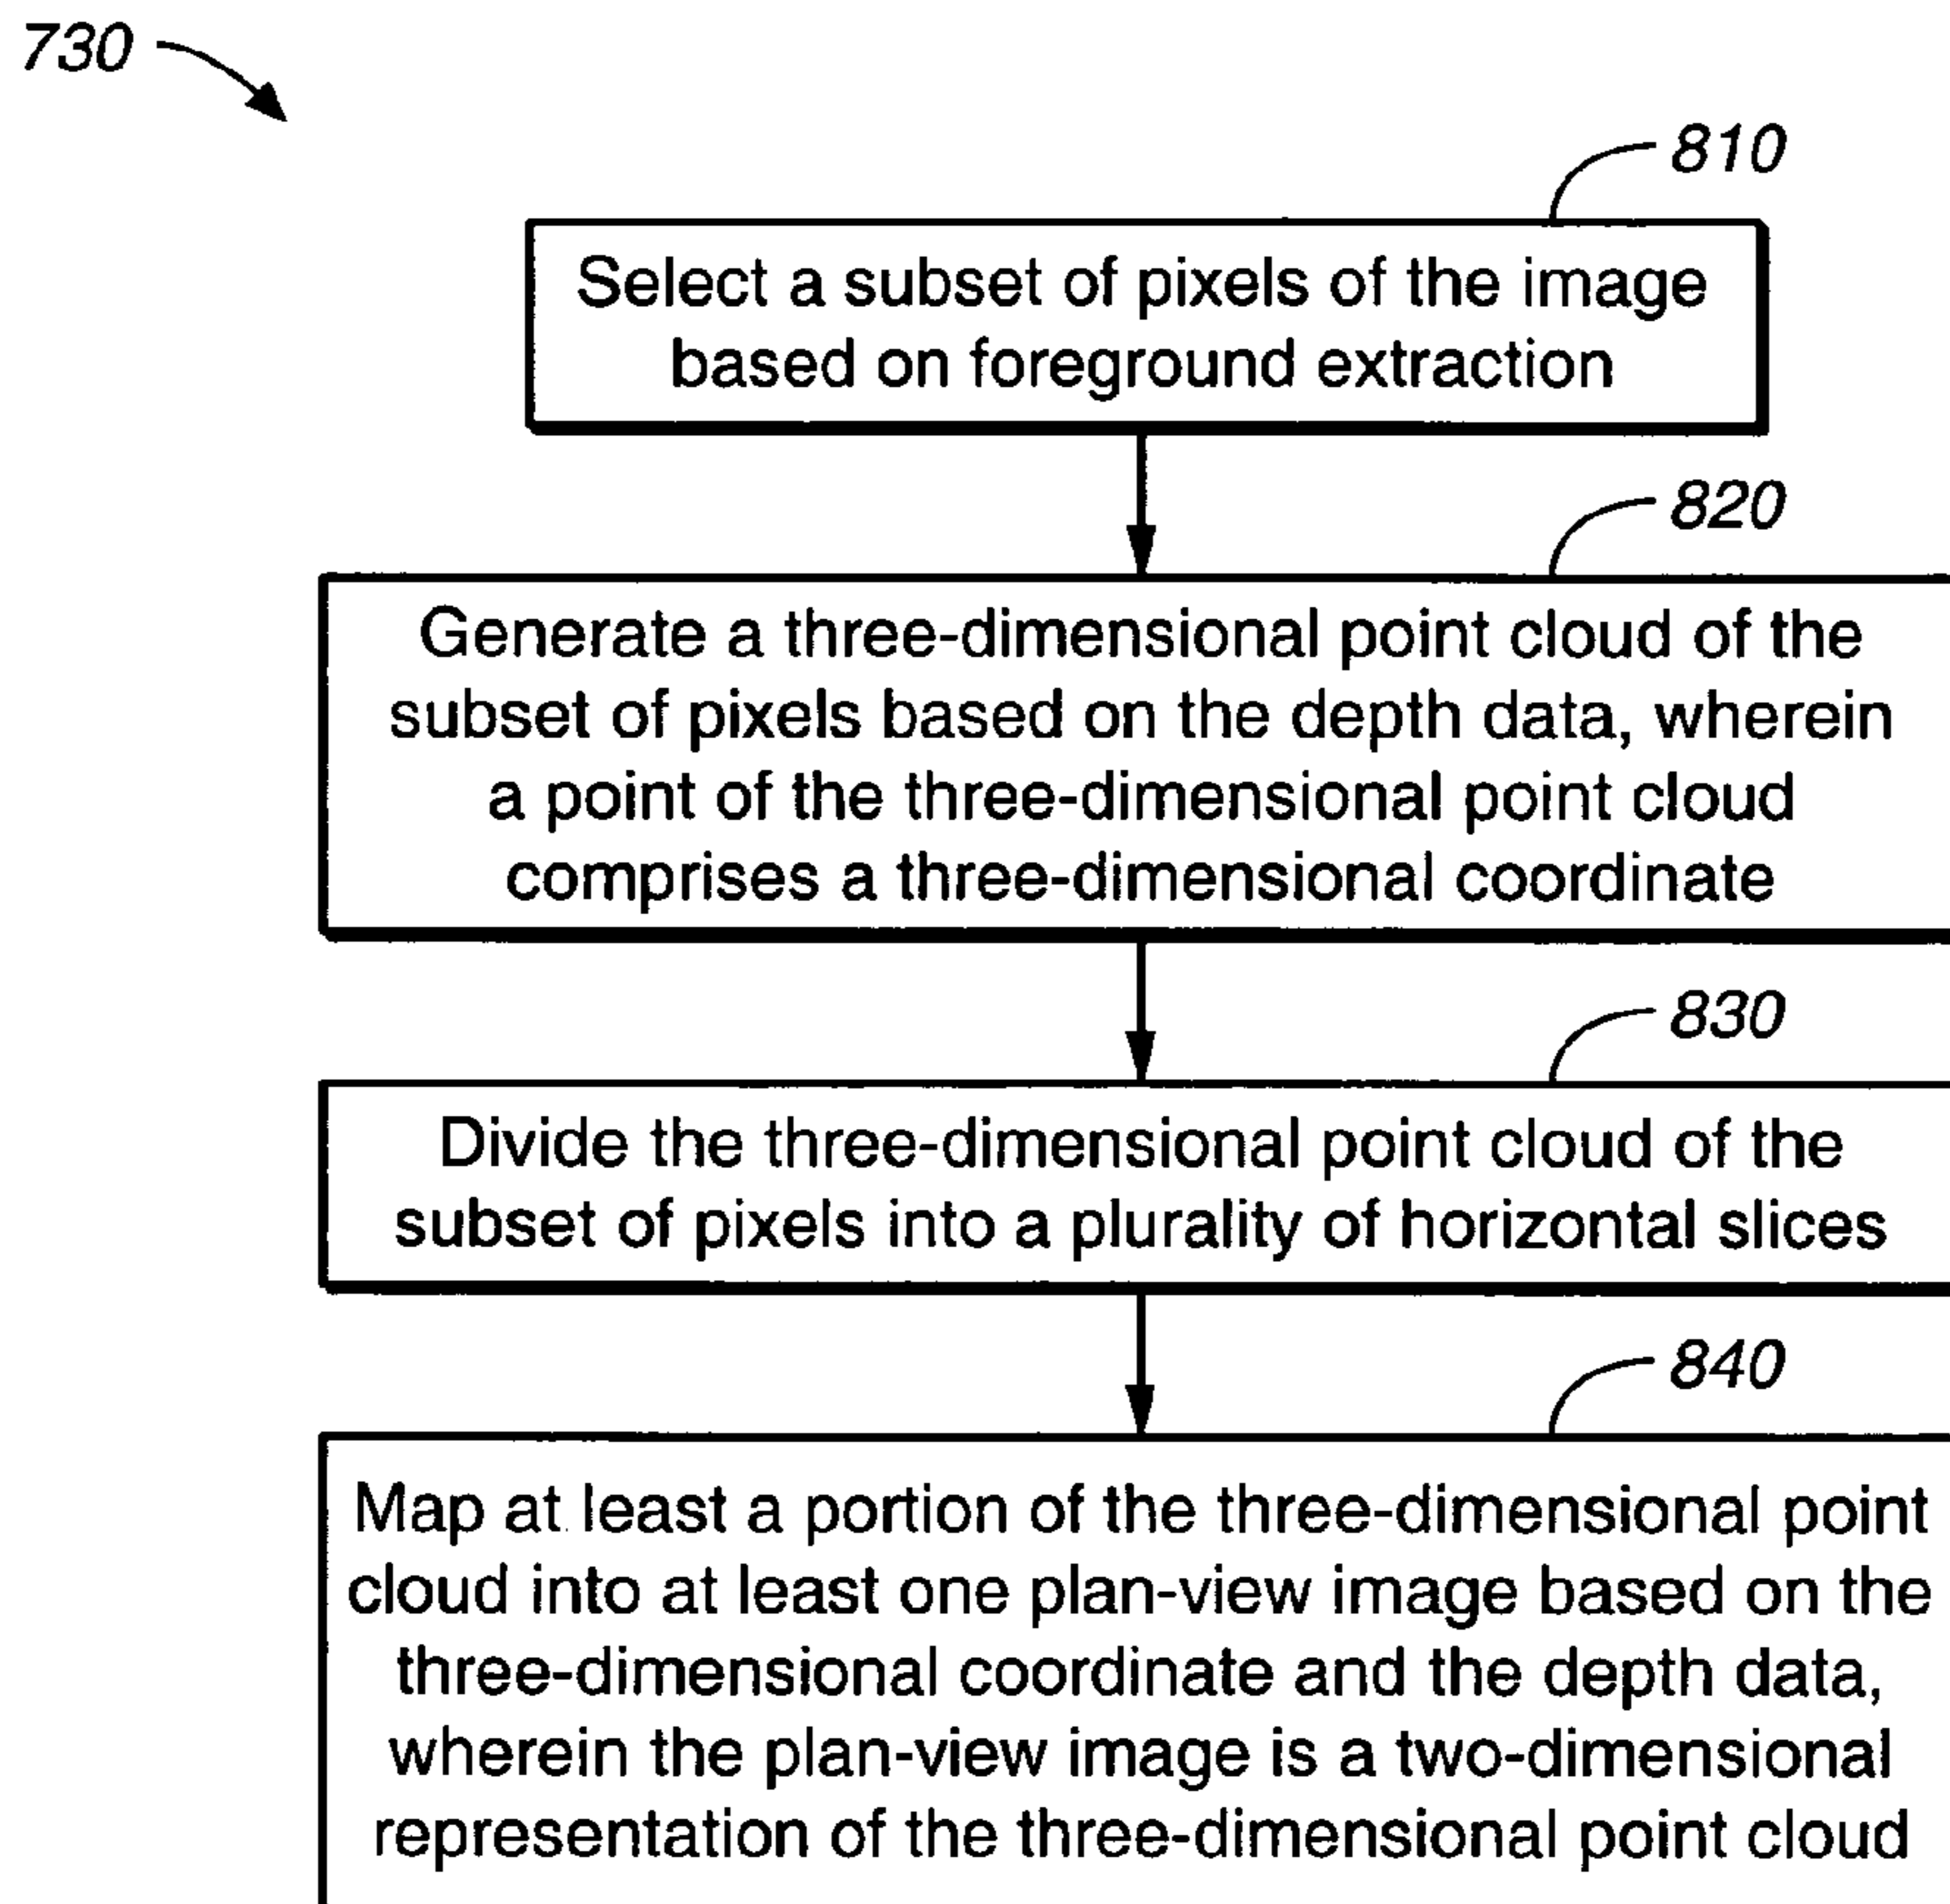 730
810
Select a subset of pixels of the image
based on foreground extraction
820
Generate a three-dimensional point cloud of the
subset of pixels based on the depth data, wherein
a point of the three-dimensional point cloud
comprises a three-dimensional coordinate
830
Divide the three-dimensional point cloud of the
subset of pixels into a plurality of horizontal slices
840
Map at least a portion of the three-dimensional point
cloud into at least one plan-view image based on the
three-dimensional coordinate and the depth data,
wherein the plan-view image is a two-dimensional
representation of the three-dimensional point cloud